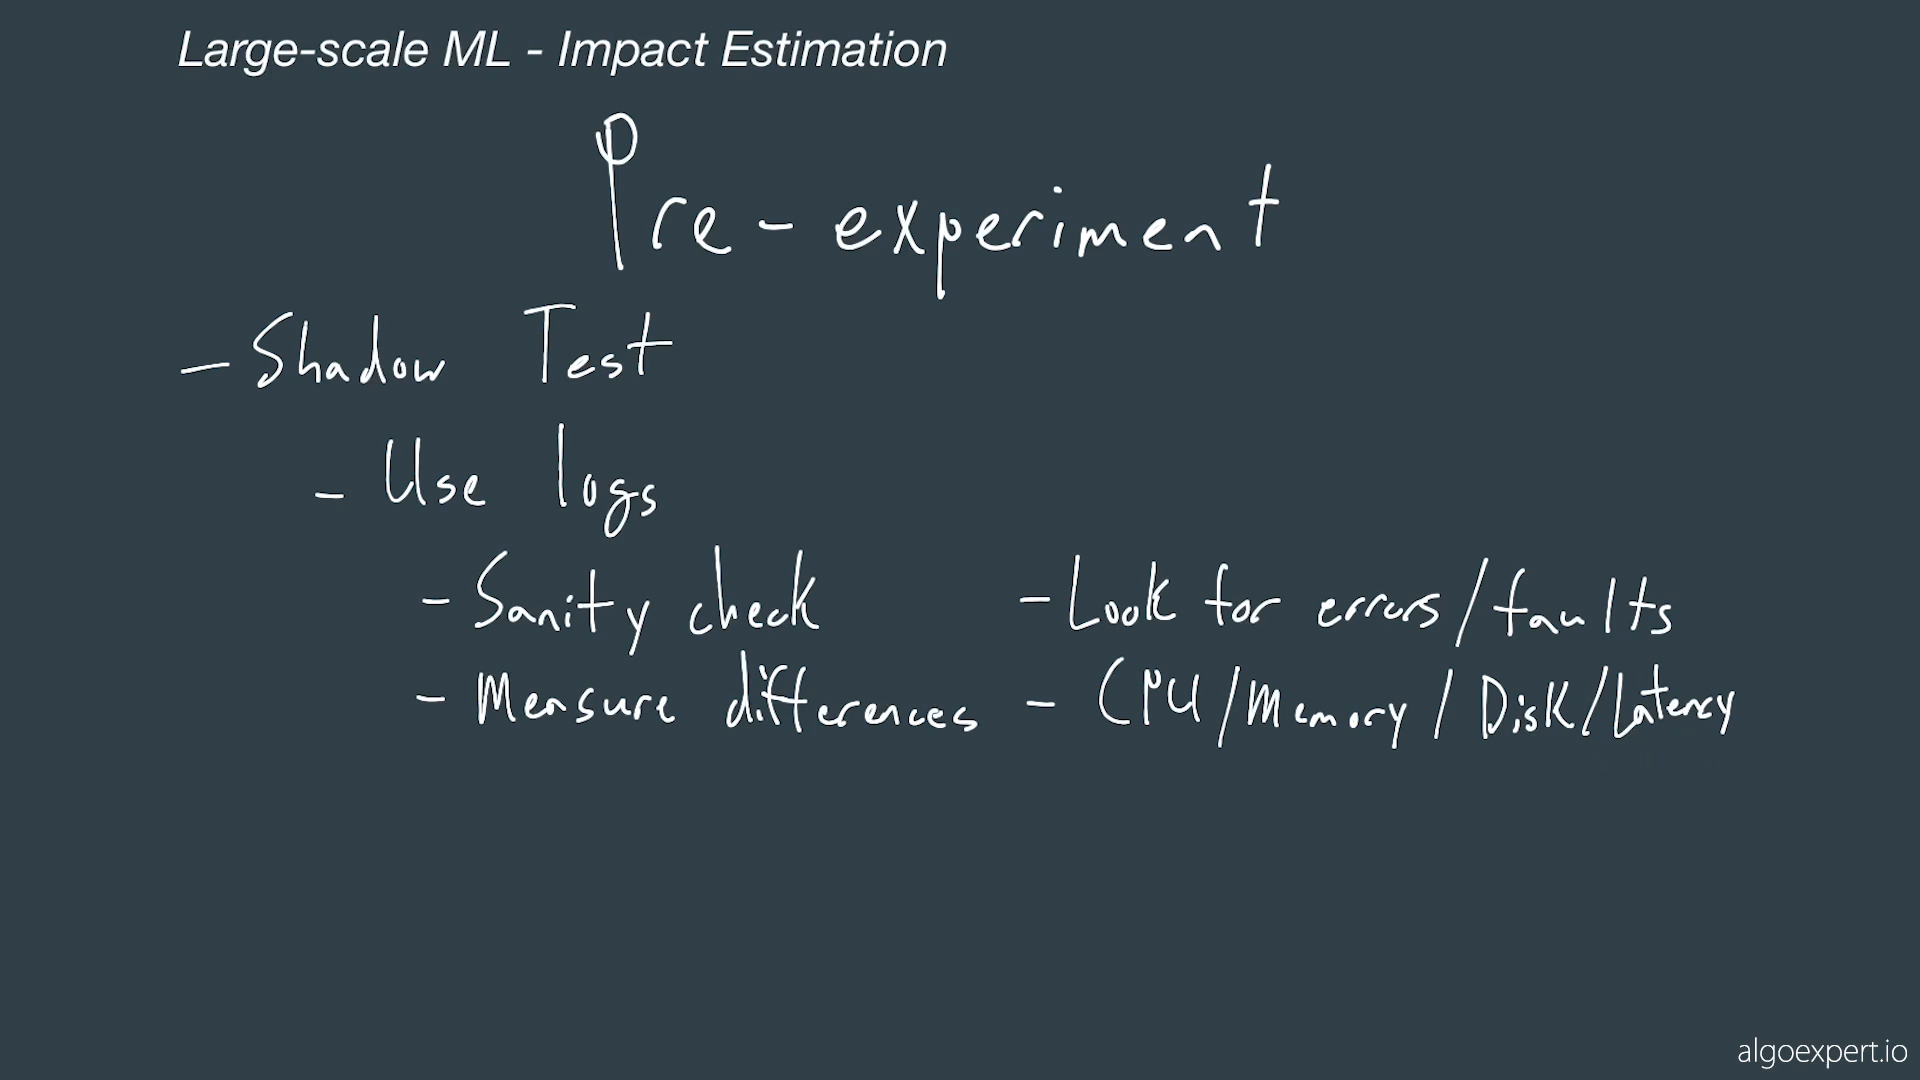 Large-scale ML - Impact Estimation
Pre-experiment
- Shadow Test
- Use logs
- Sanity check
- Measure differences
- Look for errors/faults
- CPU/Memory/Disk/Latency
algoexpert.io